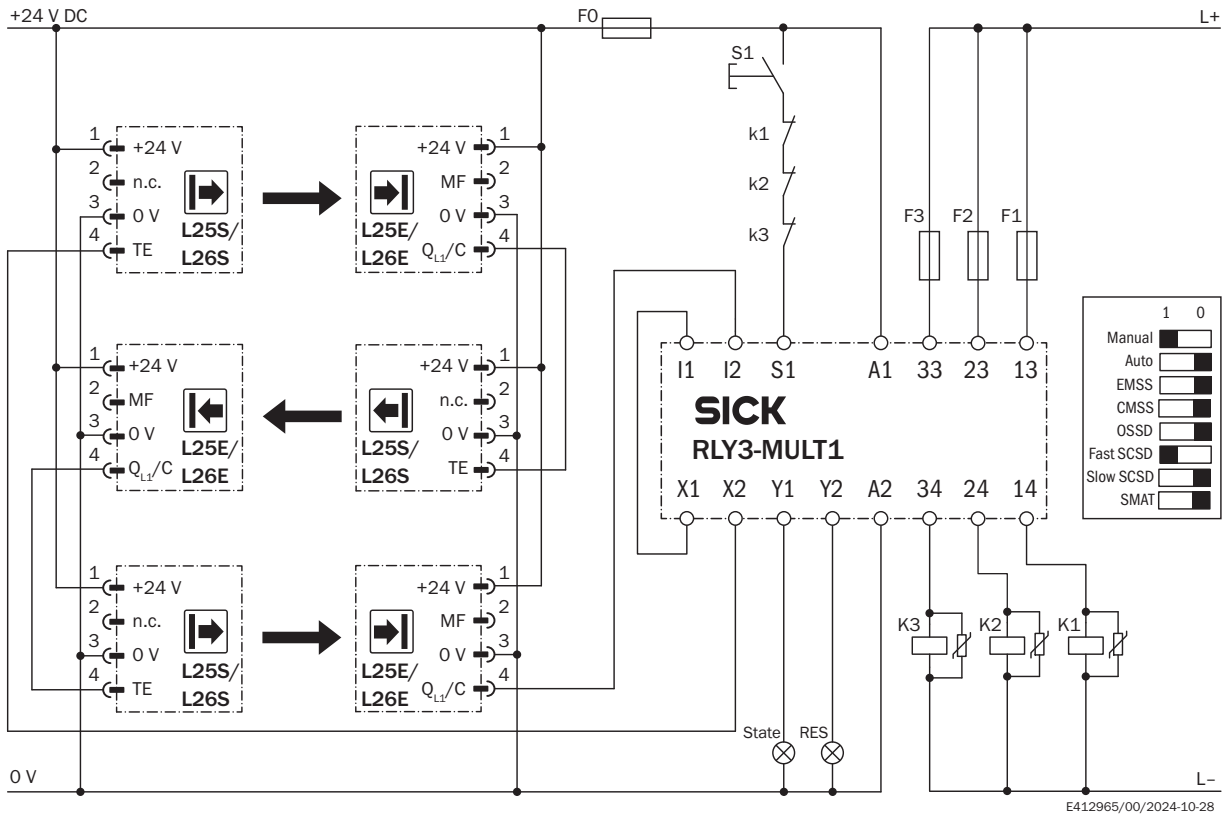 +24 V DC
F0
L+
S1
k1
k2
k3
F3 F2 F1
1 +24 V
2 n.c.
3 0 V
4 TE
L25S/
L26S
+24 V 1
MF 2
0 V 3
Q_L1/C 4
L25E/
L26E
1 +24 V
2 MF
3 0 V
4 Q_L1/C
L25E/
L26E
+24 V 1
n.c. 2
0 V 3
TE 4
L25S/
L26S
1 +24 V
2 n.c.
3 0 V
4 TE
L25S/
L26S
+24 V 1
MF 2
0 V 3
Q_L1/C 4
L25E/
L26E
I1 I2 S1 A1 33 23 13
SICK
RLY3-MULT1
X1 X2 Y1 Y2 A2 34 24 14
1 0
Manual
Auto
EMSS
CMSS
OSSD
Fast SCSD
Slow SCSD
SMAT
K3 K2 K1
State RES
0 V
L–
E412965/00/2024-10-28